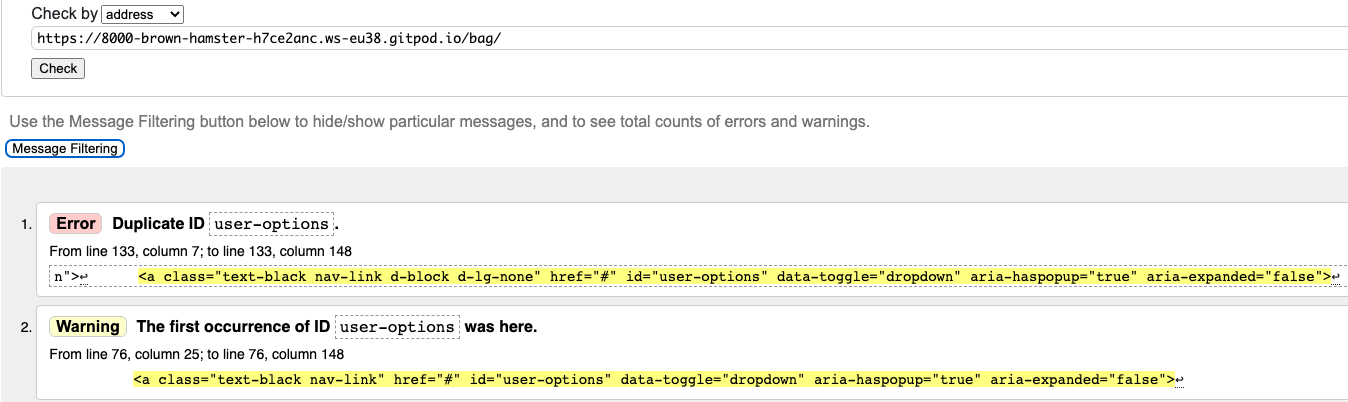 Check by address
https://8000-brown-hamster-h7ce2anc.ws-eu38.gitpod.io/bag/
Check
Use the Message Filtering button below to hide/show particular messages, and to see total counts of errors and warnings.
Message Filtering
1. Error Duplicate ID user-options.
From line 133, column 7; to line 133, column 148
n">↩ <a class="text-black nav-link d-block d-lg-none" href="#" id="user-options" data-toggle="dropdown" aria-haspopup="true" aria-expanded="false">↩
2. Warning The first occurrence of ID user-options was here.
From line 76, column 25; to line 76, column 148
<a class="text-black nav-link" href="#" id="user-options" data-toggle="dropdown" aria-haspopup="true" aria-expanded="false">↩